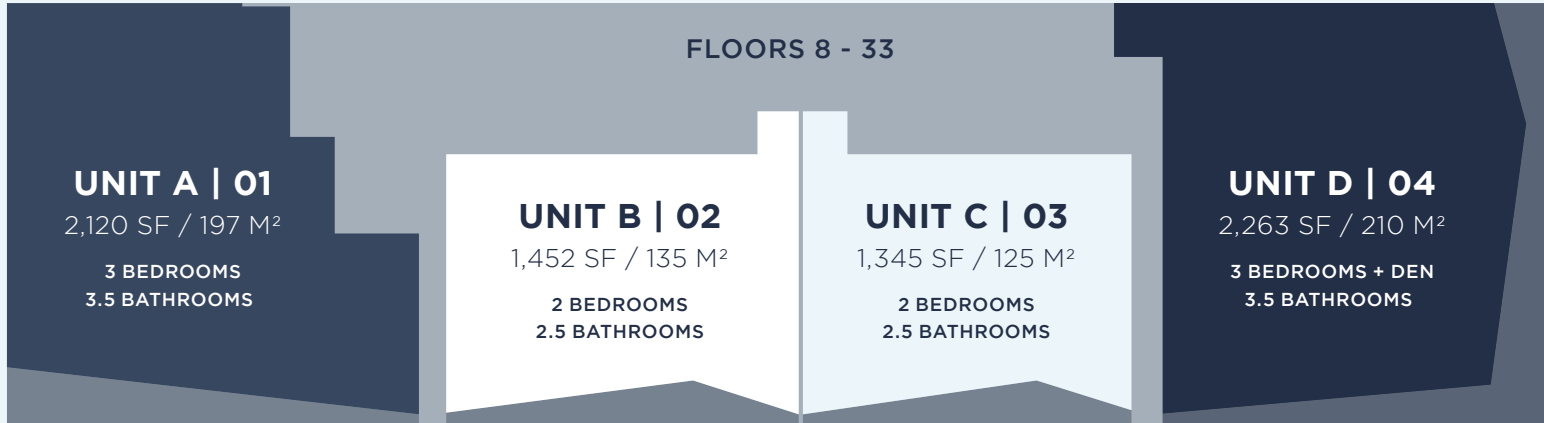 FLOORS 8 - 33
UNIT A | 01
2,120 SF / 197 M²
3 BEDROOMS
3.5 BATHROOMS
UNIT B | 02
1,452 SF / 135 M²
2 BEDROOMS
2.5 BATHROOMS
UNIT C | 03
1,345 SF / 125 M²
2 BEDROOMS
2.5 BATHROOMS
UNIT D | 04
2,263 SF / 210 M²
3 BEDROOMS + DEN
3.5 BATHROOMS